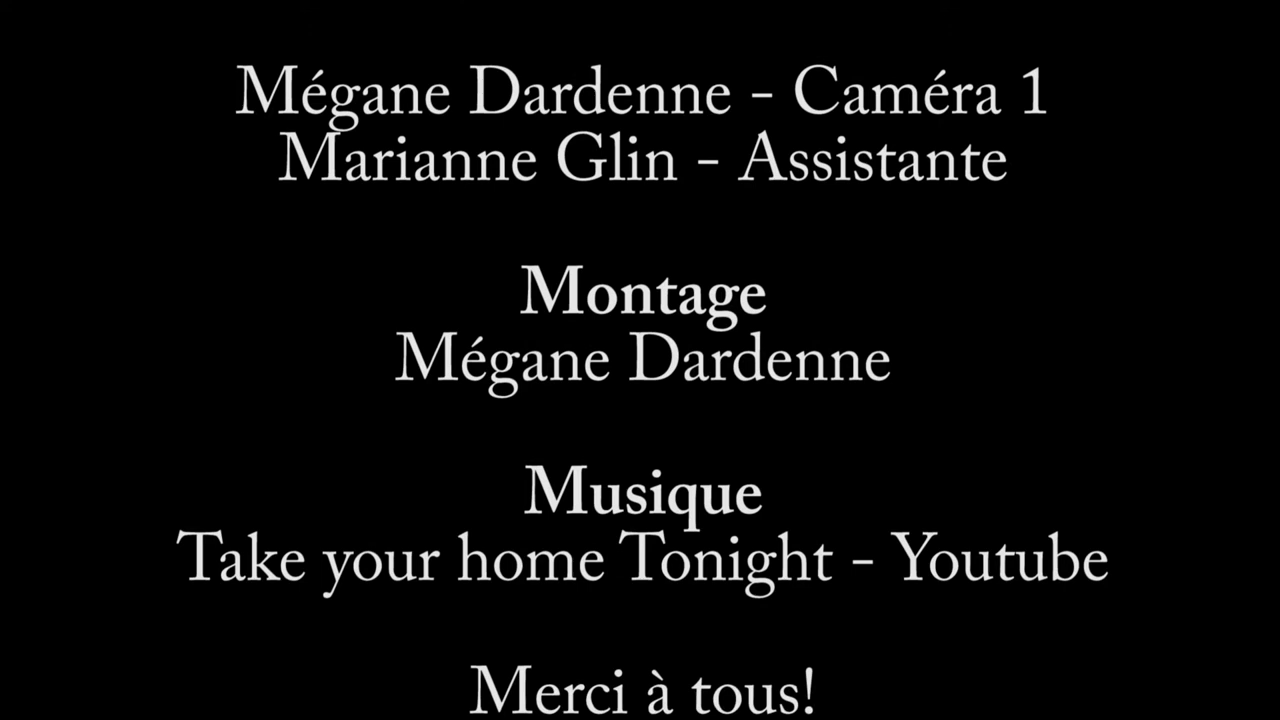 Mégane Dardenne - Caméra 1
Marianne Glin - Assistante
Montage
Mégane Dardenne
Musique
Take your home Tonight - Youtube
Merci à tous!